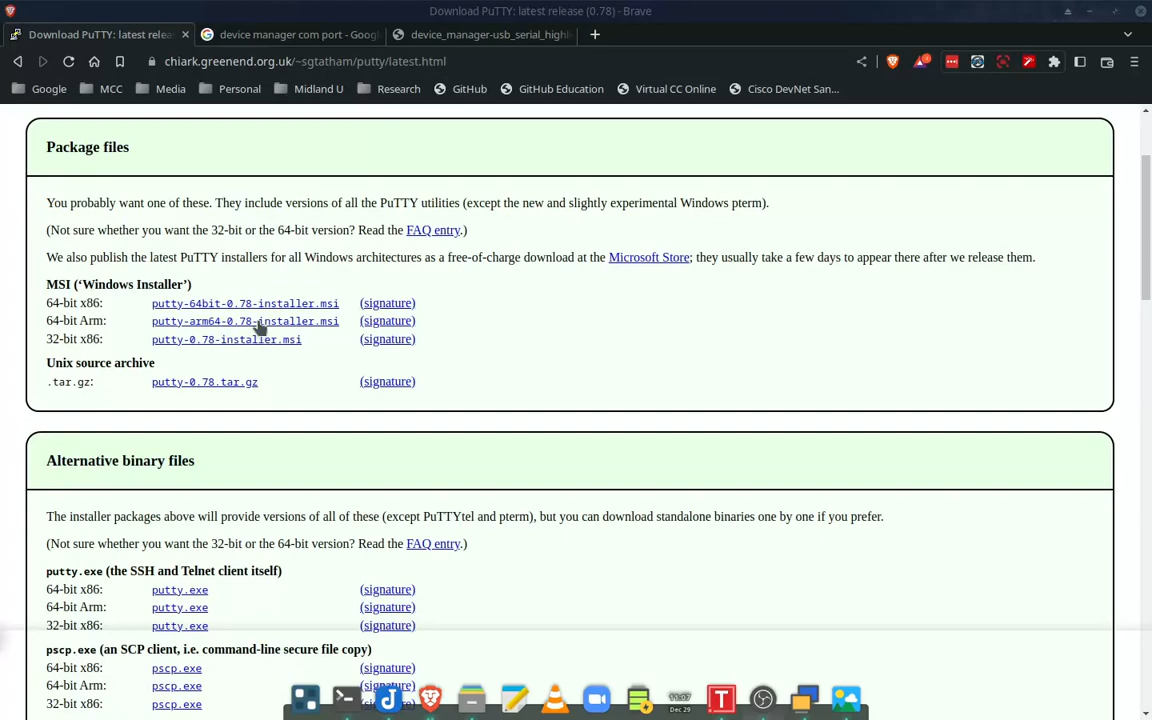 Download PuTTY: latest release (0.78) - Brave
Download PuTTY: latest relea
device manager com port - Goog
device_manager-usb_serial_highl
chiark.greenend.org.uk/~sgtatham/putty/latest.html
Google MCC Media Personal Midland U Research GitHub GitHub Education Virtual CC Online Cisco DevNet San...
Package files
You probably want one of these. They include versions of all the PuTTY utilities (except the new and slightly experimental Windows pterm).
(Not sure whether you want the 32-bit or the 64-bit version? Read the FAQ entry.)
We also publish the latest PuTTY installers for all Windows architectures as a free-of-charge download at the Microsoft Store; they usually take a few days to appear there after we release them.
MSI (‘Windows Installer’)
64-bit x86: putty-64bit-0.78-installer.msi (signature)
64-bit Arm: putty-arm64-0.78-installer.msi (signature)
32-bit x86: putty-0.78-installer.msi (signature)
Unix source archive
.tar.gz: putty-0.78.tar.gz (signature)
Alternative binary files
The installer packages above will provide versions of all of these (except PuTTYtel and pterm), but you can download standalone binaries one by one if you prefer.
(Not sure whether you want the 32-bit or the 64-bit version? Read the FAQ entry.)
putty.exe (the SSH and Telnet client itself)
64-bit x86: putty.exe (signature)
64-bit Arm: putty.exe (signature)
32-bit x86: putty.exe (signature)
pscp.exe (an SCP client, i.e. command-line secure file copy)
64-bit x86: pscp.exe (signature)
64-bit Arm: pscp.exe (signature)
32-bit x86: pscp.exe
11:07
Dec 29
T